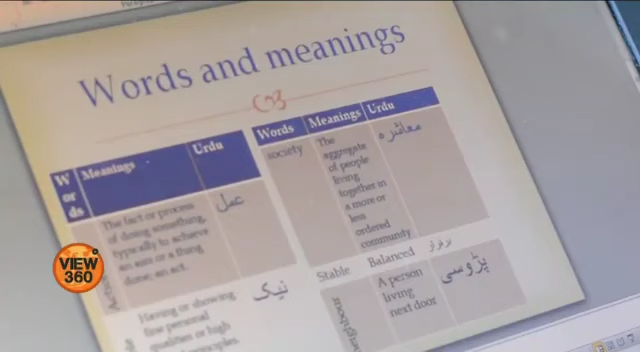 Words and meanings
Words Meanings Urdu
society
The
aggregate
of people
living
together in
a more or
less
ordered
community
معاشرہ
Stable Balanced برقرار
neighbour
A person
living
next door
پڑوسی
W
or
ds
Meanings
Urdu
The fact or process
of doing something,
typically to achieve
an aim or a thing
done; an act.
عمل
Having or showing
fine personal
qualities or high
نیک
VIEW
360°